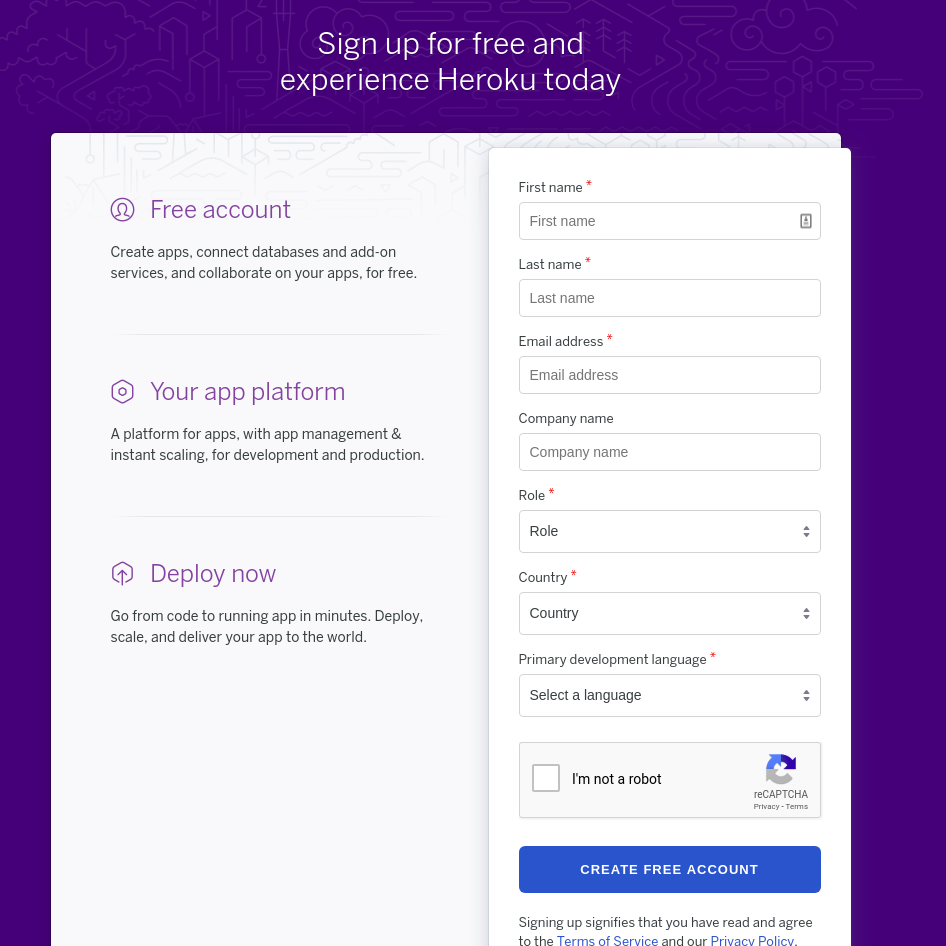 Sign up for free and
experience Heroku today
Free account
Create apps, connect databases and add-on
services, and collaborate on your apps, for free.
Your app platform
A platform for apps, with app management &
instant scaling, for development and production.
Deploy now
Go from code to running app in minutes. Deploy,
scale, and deliver your app to the world.
First name *
First name
Last name *
Last name
Email address *
Email address
Company name
Company name
Role *
Role
Country *
Country
Primary development language *
Select a language
I'm not a robot
reCAPTCHA
Privacy - Terms
CREATE FREE ACCOUNT
Signing up signifies that you have read and agree
to the Terms of Service and our Privacy Policy.